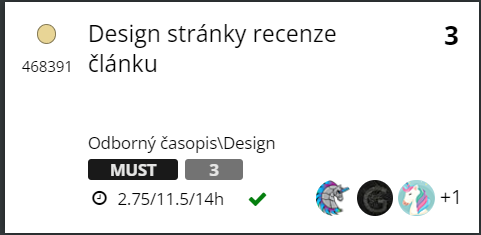 Design stránky recenze 3
468391 článku
Odborný časopis\Design
MUST 3
2.75/11.5/14h +1